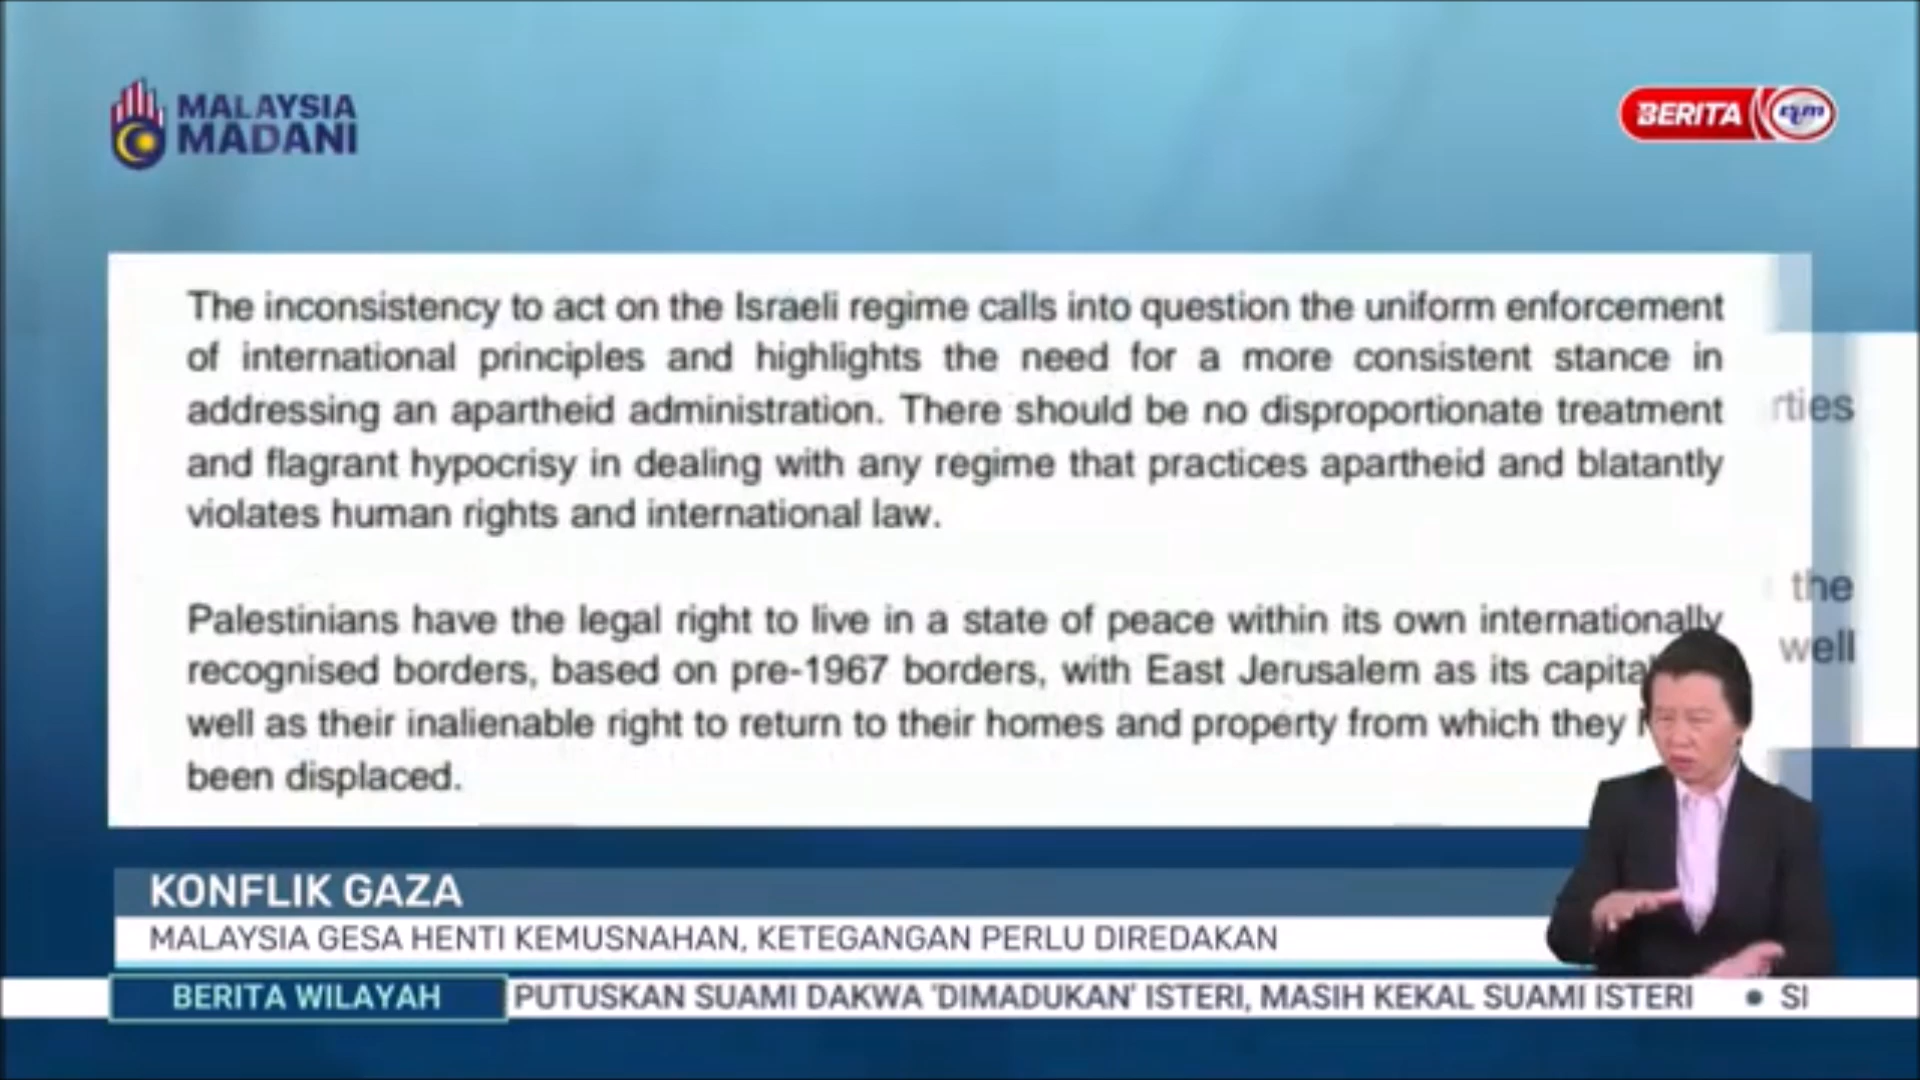 MALAYSIA
MADANI
BERITA rtm
The inconsistency to act on the Israeli regime calls into question the uniform enforcement
of international principles and highlights the need for a more consistent stance in
addressing an apartheid administration. There should be no disproportionate treatment
and flagrant hypocrisy in dealing with any regime that practices apartheid and blatantly
violates human rights and international law.
Palestinians have the legal right to live in a state of peace within its own internationally
recognised borders, based on pre-1967 borders, with East Jerusalem as its
well as their inalienable right to return to their homes and property from which they
been displaced.
the
well
KONFLIK GAZA
MALAYSIA GESA HENTI KEMUSNAHAN, KETEGANGAN PERLU DIREDAKAN
BERITA WILAYAH
PUTUSKAN SUAMI DAKWA 'DIMADUKAN' ISTERI, MASIH KEKAL SUAMI ISTERI • SI